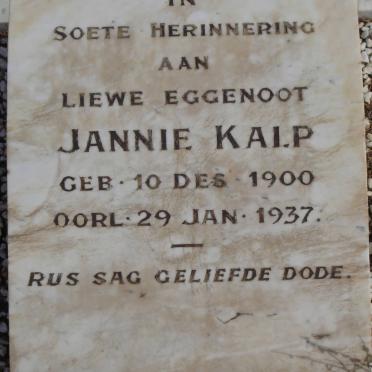 IN
SOETE HERINNERING
AAN
LIEWE EGGENOOT
JANNIE KALP
GEB · 10 DES · 1900
OORL · 29 JAN · 1937.
—
RUS SAG GELIEFDE DODE.